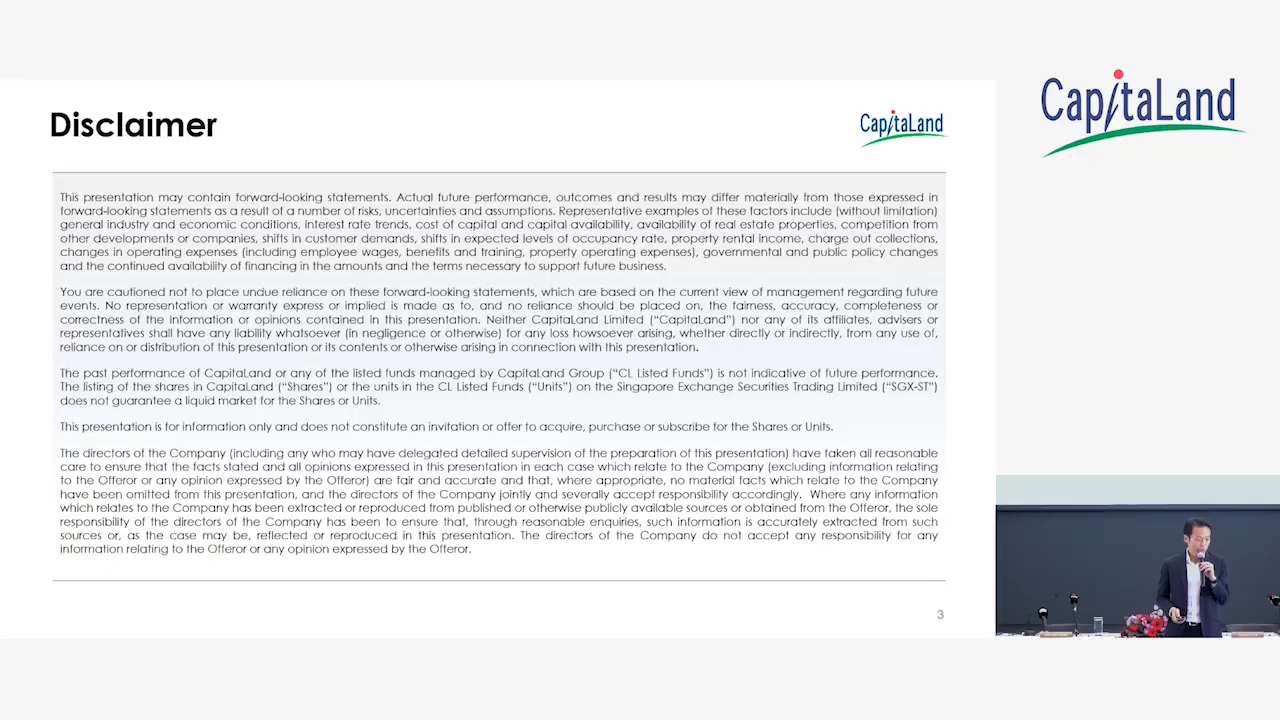 Disclaimer
CapitaLand
CapitaLand
This presentation may contain forward-looking statements. Actual future performance, outcomes and results may differ materially from those expressed in
forward-looking statements as a result of a number of risks, uncertainties and assumptions. Representative examples of these factors include (without limitation)
general industry and economic conditions, interest rate trends, cost of capital and capital availability, availability of real estate properties, competition from
other developments or companies, shifts in customer demands, shifts in expected levels of occupancy rate, property rental income, charge out collections,
changes in operating expenses (including employee wages, benefits and training, property operating expenses), governmental and public policy changes
and the continued availability of financing in the amounts and the terms necessary to support future business.
You are cautioned not to place undue reliance on these forward-looking statements, which are based on the current view of management regarding future
events. No representation or warranty express or implied is made as to, and no reliance should be placed on, the fairness, accuracy, completeness or
correctness of the information or opinions contained in this presentation. Neither CapitaLand Limited (“CapitaLand”) nor any of its affiliates, advisers or
representatives shall have any liability whatsoever (in negligence or otherwise) for any loss howsoever arising, whether directly or indirectly, from any use of,
reliance on or distribution of this presentation or its contents or otherwise arising in connection with this presentation.
The past performance of CapitaLand or any of the listed funds managed by CapitaLand Group (“CL Listed Funds”) is not indicative of future performance.
The listing of the shares in CapitaLand (“Shares”) or the units in the CL Listed Funds (“Units”) on the Singapore Exchange Securities Trading Limited (“SGX-ST”)
does not guarantee a liquid market for the Shares or Units.
This presentation is for information only and does not constitute an invitation or offer to acquire, purchase or subscribe for the Shares or Units.
The directors of the Company (including any who may have delegated detailed supervision of the preparation of this presentation) have taken all reasonable
care to ensure that the facts stated and all opinions expressed in this presentation in each case which relate to the Company (excluding information relating
to the Offeror or any opinion expressed by the Offeror) are fair and accurate and that, where appropriate, no material facts which relate to the Company
have been omitted from this presentation, and the directors of the Company jointly and severally accept responsibility accordingly. Where any information
which relates to the Company has been extracted or reproduced from published or otherwise publicly available sources or obtained from the Offeror, the sole
responsibility of the directors of the Company has been to ensure that, through reasonable enquiries, such information is accurately extracted from such
sources or, as the case may be, reflected or reproduced in this presentation. The directors of the Company do not accept any responsibility for any
information relating to the Offeror or any opinion expressed by the Offeror.
3